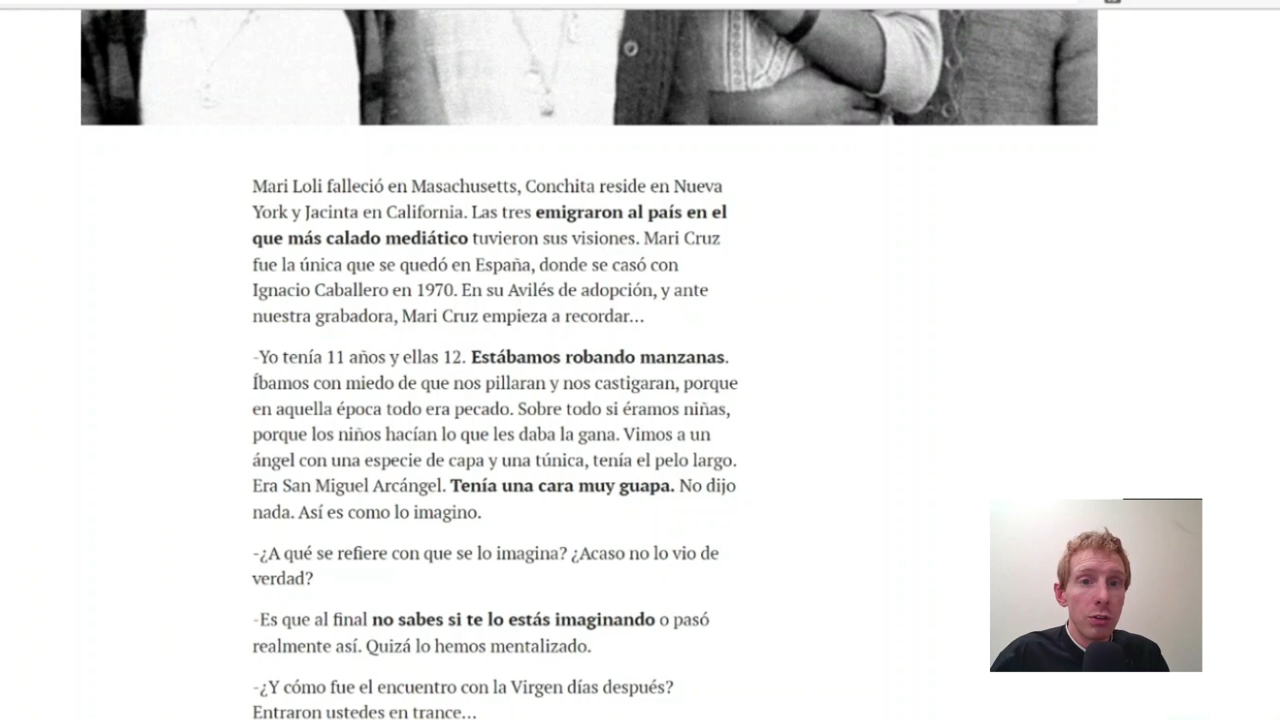 Mari Loli falleció en Masachusetts, Conchita reside en Nueva
York y Jacinta en California. Las tres emigraron al país en el
que más calado mediático tuvieron sus visiones. Mari Cruz
fue la única que se quedó en España, donde se casó con
Ignacio Caballero en 1970. En su Avilés de adopción, y ante
nuestra grabadora, Mari Cruz empieza a recordar...
-Yo tenía 11 años y ellas 12. Estábamos robando manzanas.
Íbamos con miedo de que nos pillaran y nos castigaran, porque
en aquella época todo era pecado. Sobre todo si éramos niñas,
porque los niños hacían lo que les daba la gana. Vimos a un
ángel con una especie de capa y una túnica, tenía el pelo largo.
Era San Miguel Arcángel. Tenía una cara muy guapa. No dijo
nada. Así es como lo imagino.
-¿A qué se refiere con que se lo imagina? ¿Acaso no lo vio de
verdad?
-Es que al final no sabes si te lo estás imaginando o pasó
realmente así. Quizá lo hemos mentalizado.
-¿Y cómo fue el encuentro con la Virgen días después?
Entraron ustedes en trance...